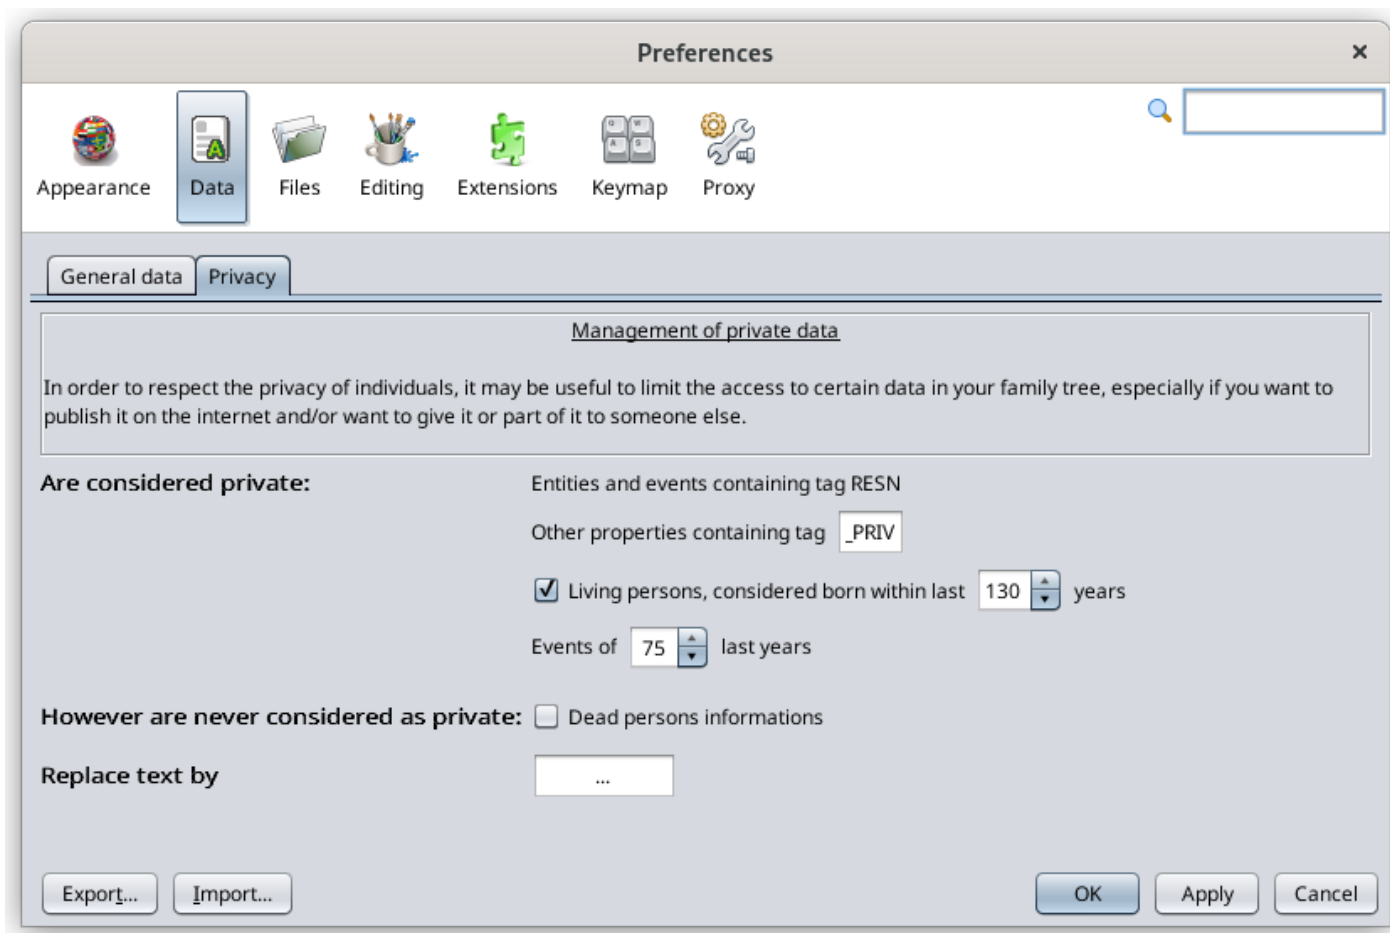 Preferences
Appearance
Data
Files
Editing
Extensions
Keymap
Proxy
General data
Privacy
Management of private data
In order to respect the privacy of individuals, it may be useful to limit the access to certain data in your family tree, especially if you want to
publish it on the internet and/or want to give it or part of it to someone else.
Are considered private:
Entities and events containing tag RESN
Other properties containing tag _PRIV
Living persons, considered born within last 130 years
Events of 75 last years
However are never considered as private: Dead persons informations
Replace text by ...
Export...
Import...
OK
Apply
Cancel